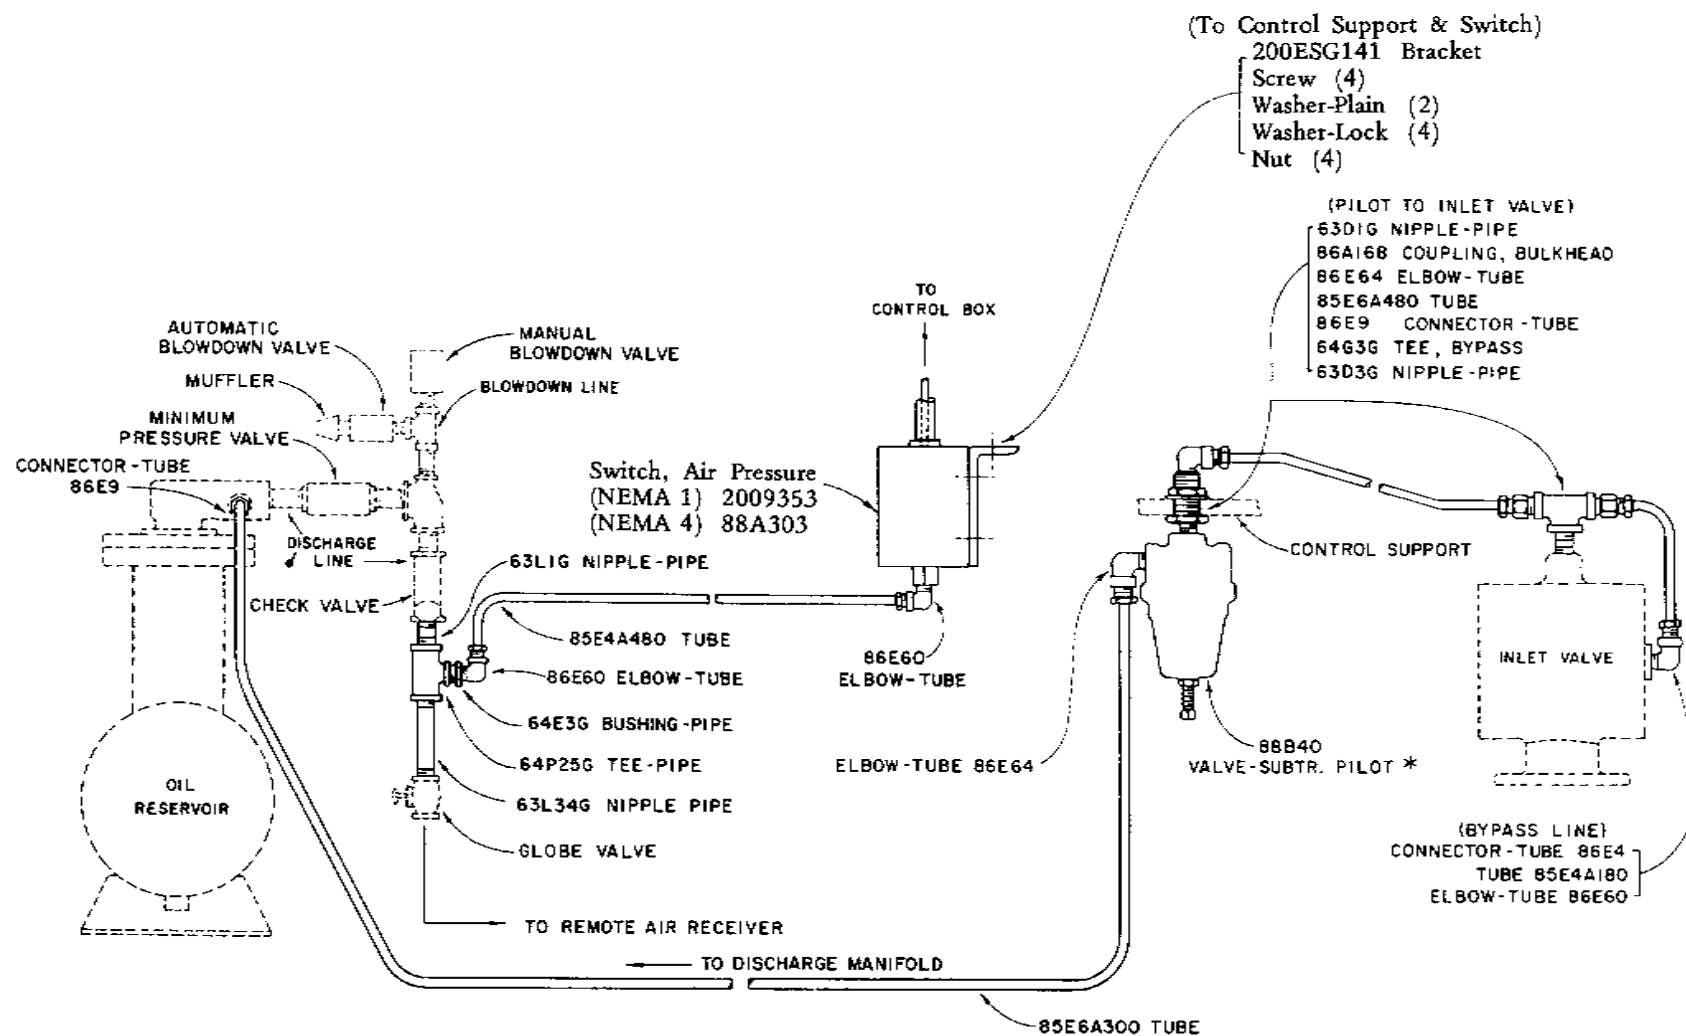 (To Control Support & Switch)
200ESG141 Bracket
Screw (4)
Washer-Plain (2)
Washer-Lock (4)
Nut (4)
(PILOT TO INLET VALVE)
63D1G NIPPLE-PIPE
86A168 COUPLING, BULKHEAD
86E64 ELBOW-TUBE
85E6A480 TUBE
86E9 CONNECTOR-TUBE
64G3G TEE, BYPASS
63D3G NIPPLE-PIPE
TO
CONTROL BOX
AUTOMATIC
BLOWDOWN VALVE
MANUAL
BLOWDOWN VALVE
MUFFLER
BLOWDOWN LINE
MINIMUM
PRESSURE VALVE
CONNECTOR-TUBE
86E9
Switch, Air Pressure
(NEMA 1) 2009353
(NEMA 4) 88A303
DISCHARGE
LINE
63L1G NIPPLE-PIPE
CONTROL SUPPORT
CHECK VALVE
85E4A480 TUBE
86E60
ELBOW-TUBE
86E60 ELBOW-TUBE
INLET VALVE
64E3G BUSHING-PIPE
64P25G TEE-PIPE
ELBOW-TUBE 86E64
88B40
VALVE-SUBTR. PILOT *
OIL
RESERVOIR
63L34G NIPPLE PIPE
GLOBE VALVE
(BYPASS LINE)
CONNECTOR-TUBE 86E4
TUBE 85E4A180
ELBOW-TUBE 86E60
TO REMOTE AIR RECEIVER
TO DISCHARGE MANIFOLD
85E6A300 TUBE